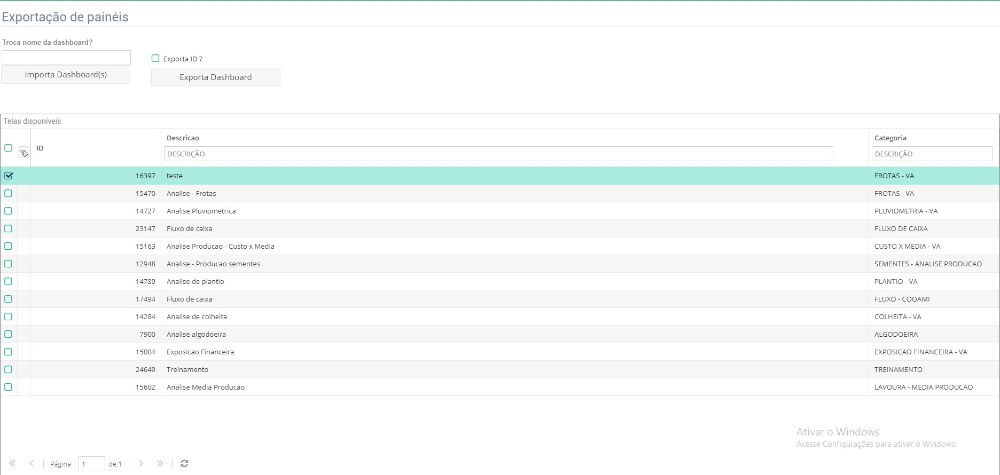 Exportação de painéis
Troca nome da dashboard?
Exporta ID ?
Importa Dashboard(s)
Exporta Dashboard
Telas disponíveis
ID
Descricao
Categoria
DESCRIÇÃO
DESCRIÇÃO
16397 teste FROTAS - VA
15470 Analise - Frotas FROTAS - VA
14727 Analise Pluviometrica PLUVIOMETRIA - VA
23147 Fluxo de caixa FLUXO DE CAIXA
15163 Analise Producao - Custo x Media CUSTO X MEDIA - VA
12948 Analise - Producao sementes SEMENTES - ANALISE PRODUCAO
14789 Analise de plantio PLANTIO - VA
17494 Fluxo de caixa FLUXO - COOAMI
14284 Analise de colheita COLHEITA - VA
7900 Analise algodoeira ALGODOEIRA
15004 Exposicao Financeira EXPOSICAO FINANCEIRA - VA
24649 Treinamento TREINAMENTO
15602 Analise Media Producao LAVOURA - MEDIA PRODUCAO
Ativar o Windows
Acesse Configurações para ativar o Windows.
Página 1 de 1